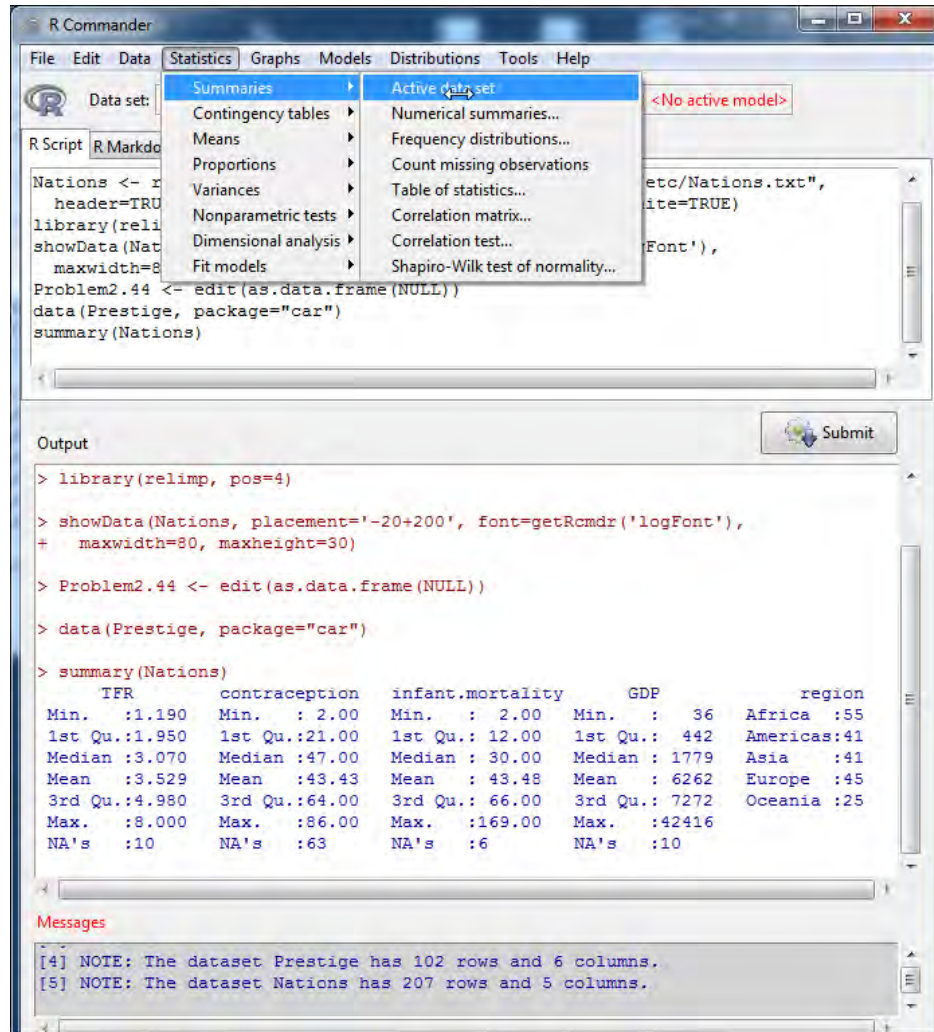 R Commander
File Edit Data Statistics Graphs Models Distributions Tools Help
Data set:
<No active model>
Summaries
Contingency tables
Means
Proportions
Variances
Nonparametric tests
Dimensional analysis
Fit models
Active data set
Numerical summaries...
Frequency distributions...
Count missing observations
Table of statistics...
Correlation matrix...
Correlation test...
Shapiro-Wilk test of normality...
R Script R Markdo
Nations <- r etc/Nations.txt",
header=TRU ite=TRUE)
library(reli
showData(Nat Font'),
maxwidth=8
Problem2.44 <- edit(as.data.frame(NULL))
data(Prestige, package="car")
summary(Nations)
Submit
Output
> library(relimp, pos=4)
> showData(Nations, placement='-20+200', font=getRcmdr('logFont'),
+ maxwidth=80, maxheight=30)
> Problem2.44 <- edit(as.data.frame(NULL))
> data(Prestige, package="car")
> summary(Nations)
TFR contraception infant.mortality GDP region
Min. :1.190 Min. : 2.00 Min. : 2.00 Min. : 36 Africa :55
1st Qu.:1.950 1st Qu.:21.00 1st Qu.: 12.00 1st Qu.: 442 Americas:41
Median :3.070 Median :47.00 Median : 30.00 Median : 1779 Asia :41
Mean :3.529 Mean :43.43 Mean : 43.48 Mean : 6262 Europe :45
3rd Qu.:4.980 3rd Qu.:64.00 3rd Qu.: 66.00 3rd Qu.: 7272 Oceania :25
Max. :8.000 Max. :86.00 Max. :169.00 Max. :42416
NA's :10 NA's :63 NA's :6 NA's :10
Messages
[4] NOTE: The dataset Prestige has 102 rows and 6 columns.
[5] NOTE: The dataset Nations has 207 rows and 5 columns.